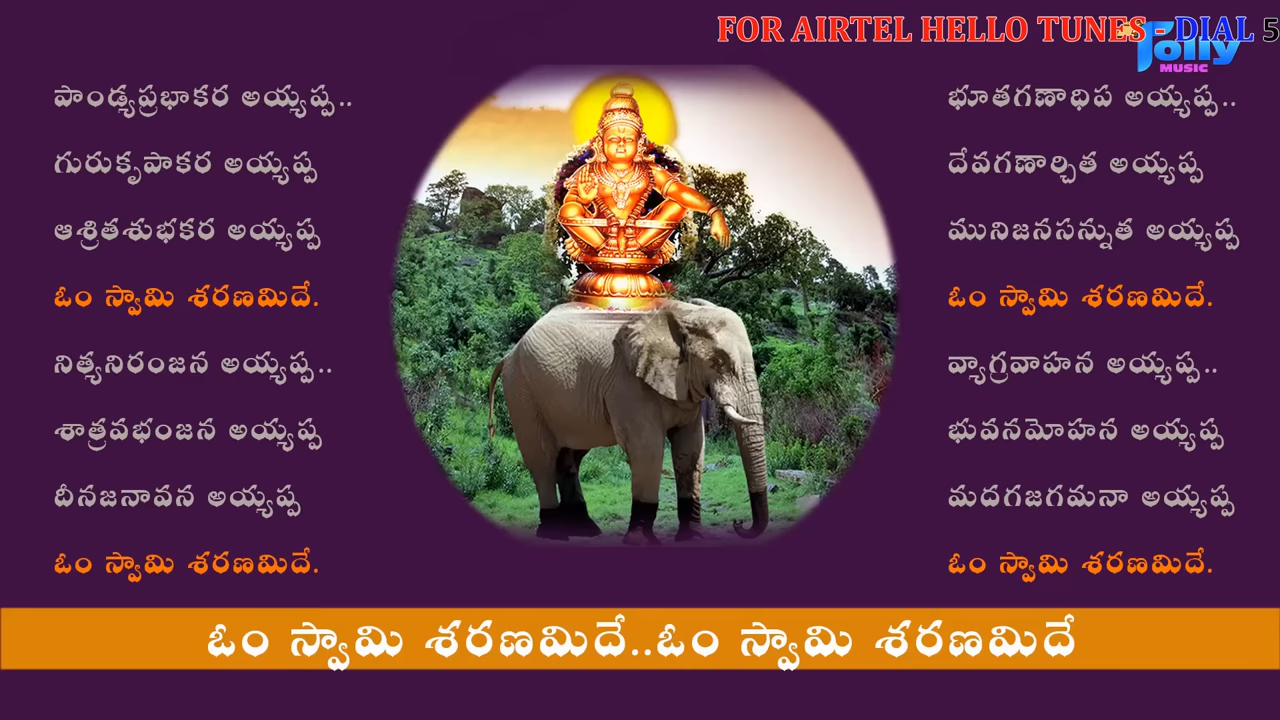 FOR AIRTEL HELLO TUNES - DIAL 5
Jolly
MUSIC
పాండ్యప్రభాకర అయ్యప్ప..
గురుకృపాకర అయ్యప్ప
ఆశ్రితశుభకర అయ్యప్ప
ఓం స్వామి శరణమిదే.
నిత్యనిరంజన అయ్యప్ప..
శాత్రవభంజన అయ్యప్ప
దీనజనావన అయ్యప్ప
ఓం స్వామి శరణమిదే.
భూతగణాధిప అయ్యప్ప..
దేవగణార్చిత అయ్యప్ప
మునిజనసన్నుత అయ్యప్ప
ఓం స్వామి శరణమిదే.
వ్యాగ్రవాహన అయ్యప్ప..
భువనమోహన అయ్యప్ప
మదగజగమనా అయ్యప్ప
ఓం స్వామి శరణమిదే.
ఓం స్వామి శరణమిదే..ఓం స్వామి శరణమిదే